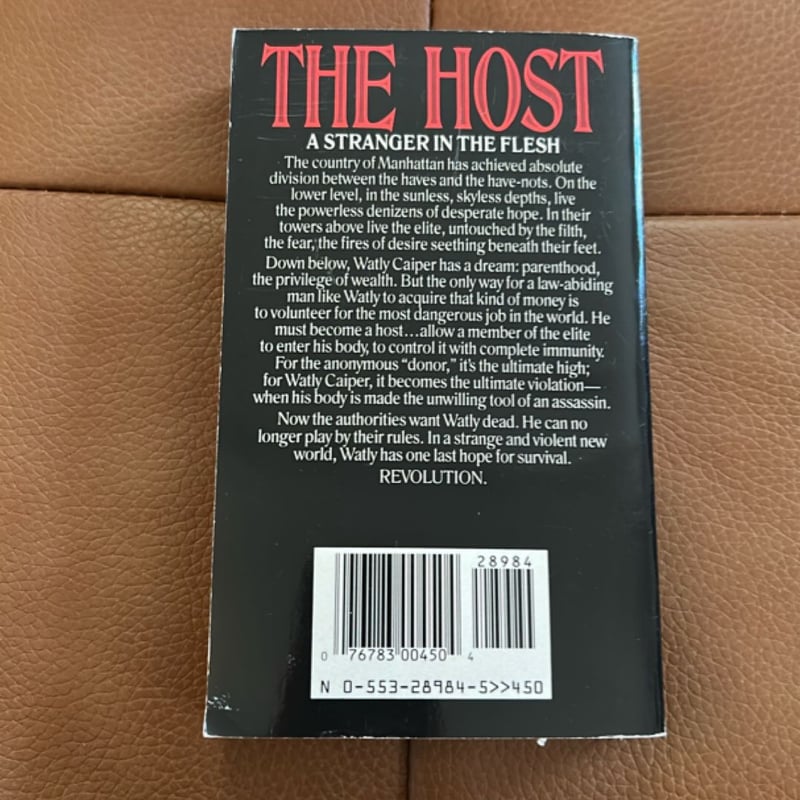 THE HOST
A STRANGER IN THE FLESH
The country of Manhattan has achieved absolute
division between the haves and the have-nots. On the
lower level, in the sunless, skyless depths, live
the powerless denizens of desperate hope. In their
towers above live the elite, untouched by the filth,
the fear, the fires of desire seething beneath their feet.
Down below, Watly Caiper has a dream: parenthood,
the privilege of wealth. But the only way for a law-abiding
man like Watly to acquire that kind of money is
to volunteer for the most dangerous job in the world. He
must become a host...allow a member of the elite
to enter his body, to control it with complete immunity.
For the anonymous “donor,” it's the ultimate high;
for Watly Caiper, it becomes the ultimate violation—
when his body is made the unwilling tool of an assassin.
Now the authorities want Watly dead. He can no
longer play by their rules. In a strange and violent new
world, Watly has one last hope for survival.
REVOLUTION.
28984
0 76783 00450 4
N 0-553-28984-5>>450